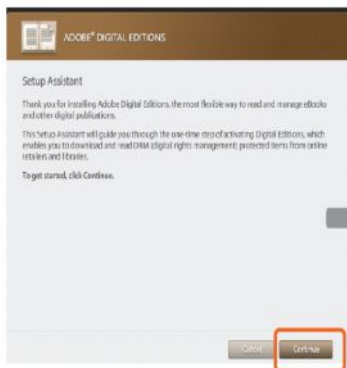 ADOBE® DIGITAL EDITIONS
Setup Assistant
Thank you for installing Adobe Digital Editions, the most flexible way to read and manage eBooks
and other digital publications.
This Setup Assistant will guide you through the one-time step of activating Digital Editions, which
enables you to download and read DRM (digital rights management) protected items from online
retailers and libraries.
To get started, click Continue.
Cancel
Continue